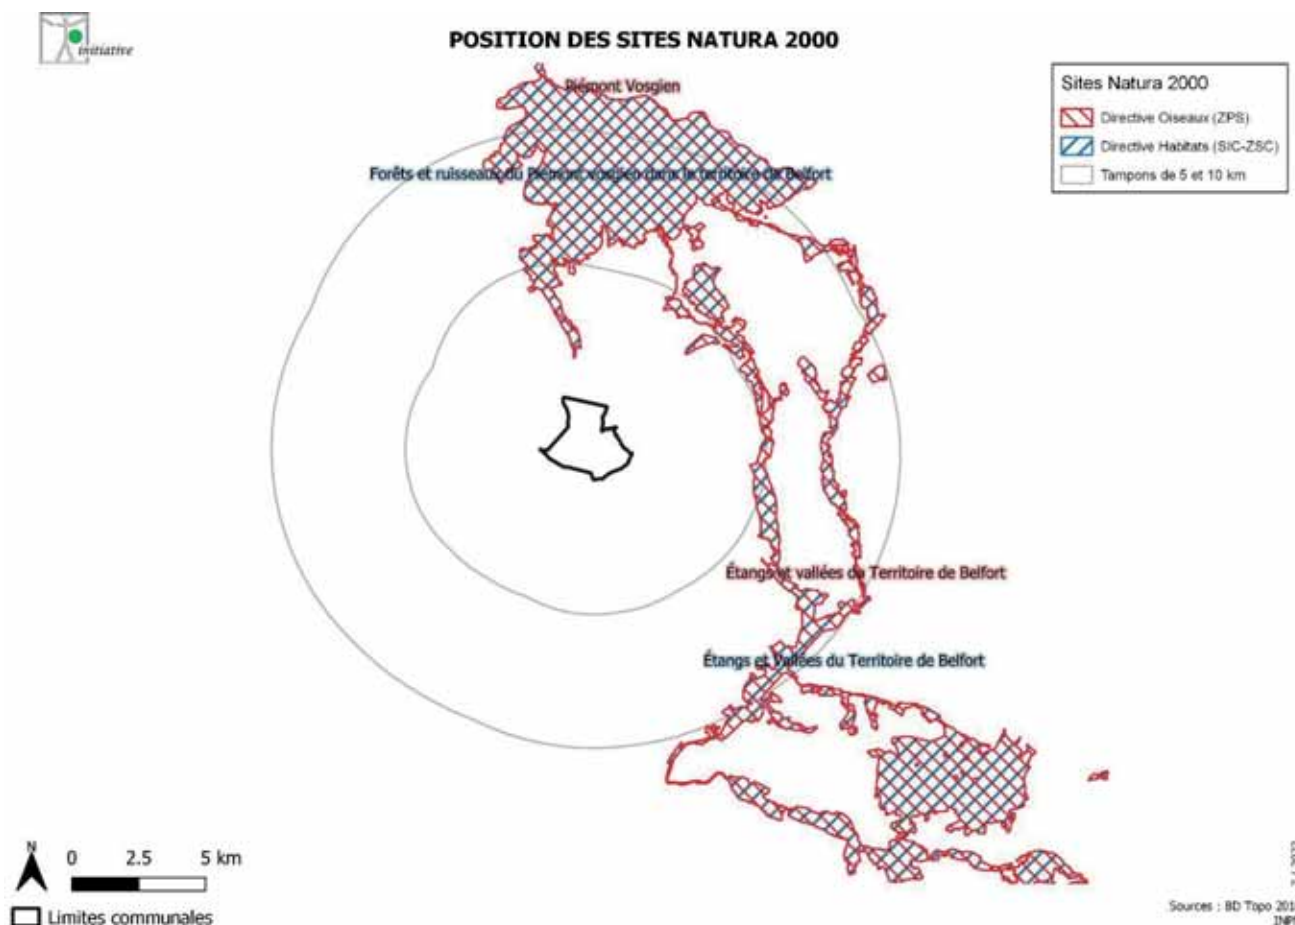 initiative
POSITION DES SITES NATURA 2000
Sites Natura 2000
Directive Oiseaux (ZPS)
Directive Habitats (SIC-ZSC)
Tampons de 5 et 10 km
Piémont Vosgien
Forêts et ruisseaux du Piémont vosgien dans le territoire de Belfort
Étangs et vallées du Territoire de Belfort
Étangs et Vallées du Territoire de Belfort
N
0 2.5 5 km
Limites communales
Sources : BD Topo 201